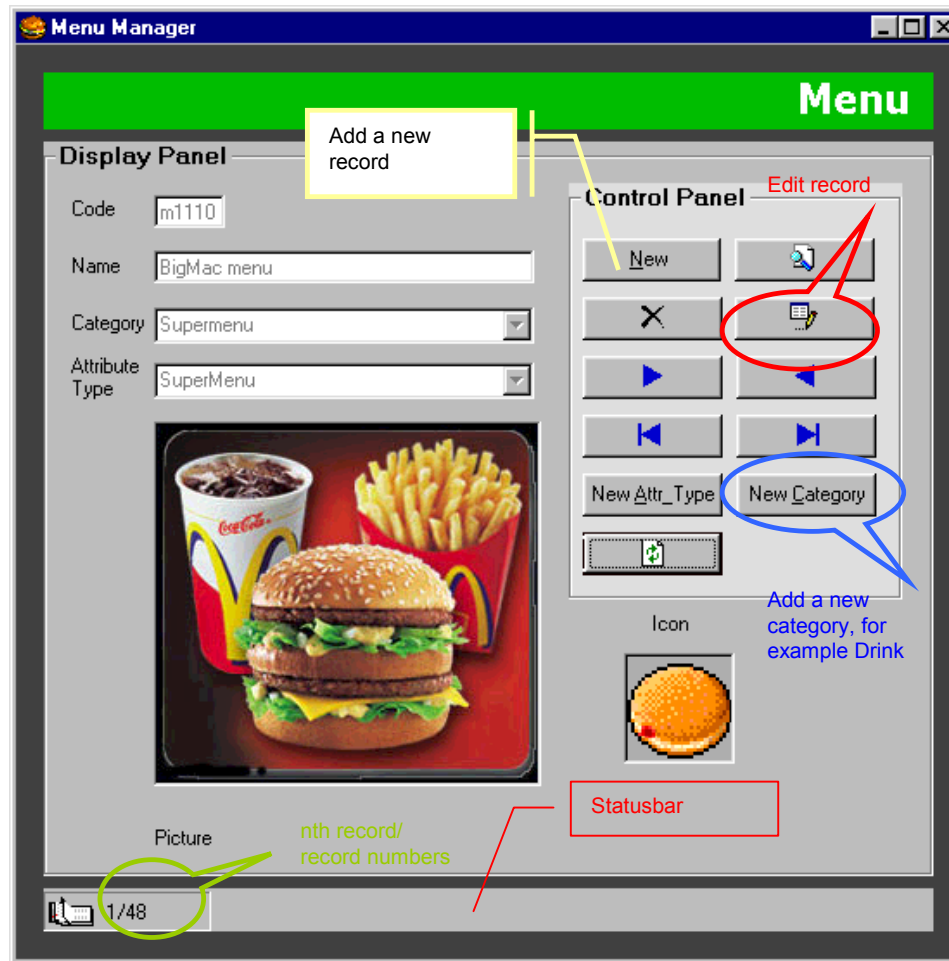 Menu Manager
Menu
Add a new
record
Display Panel
Code
m1110
Name
BigMac menu
Category
Supermenu
Attribute
Type
SuperMenu
Coca-Cola
Picture
Control Panel
Edit record
New
New Attr_Type
New Category
Add a new
category, for
example Drink
Icon
Statusbar
nth record/
record numbers
1/48